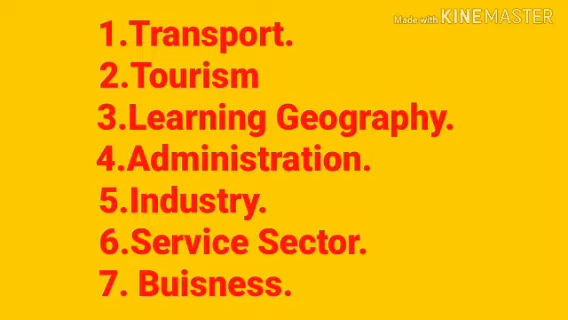 Made with KINEMASTER
1.Transport.
2.Tourism
3.Learning Geography.
4.Administration.
5.Industry.
6.Service Sector.
7. Buisness.